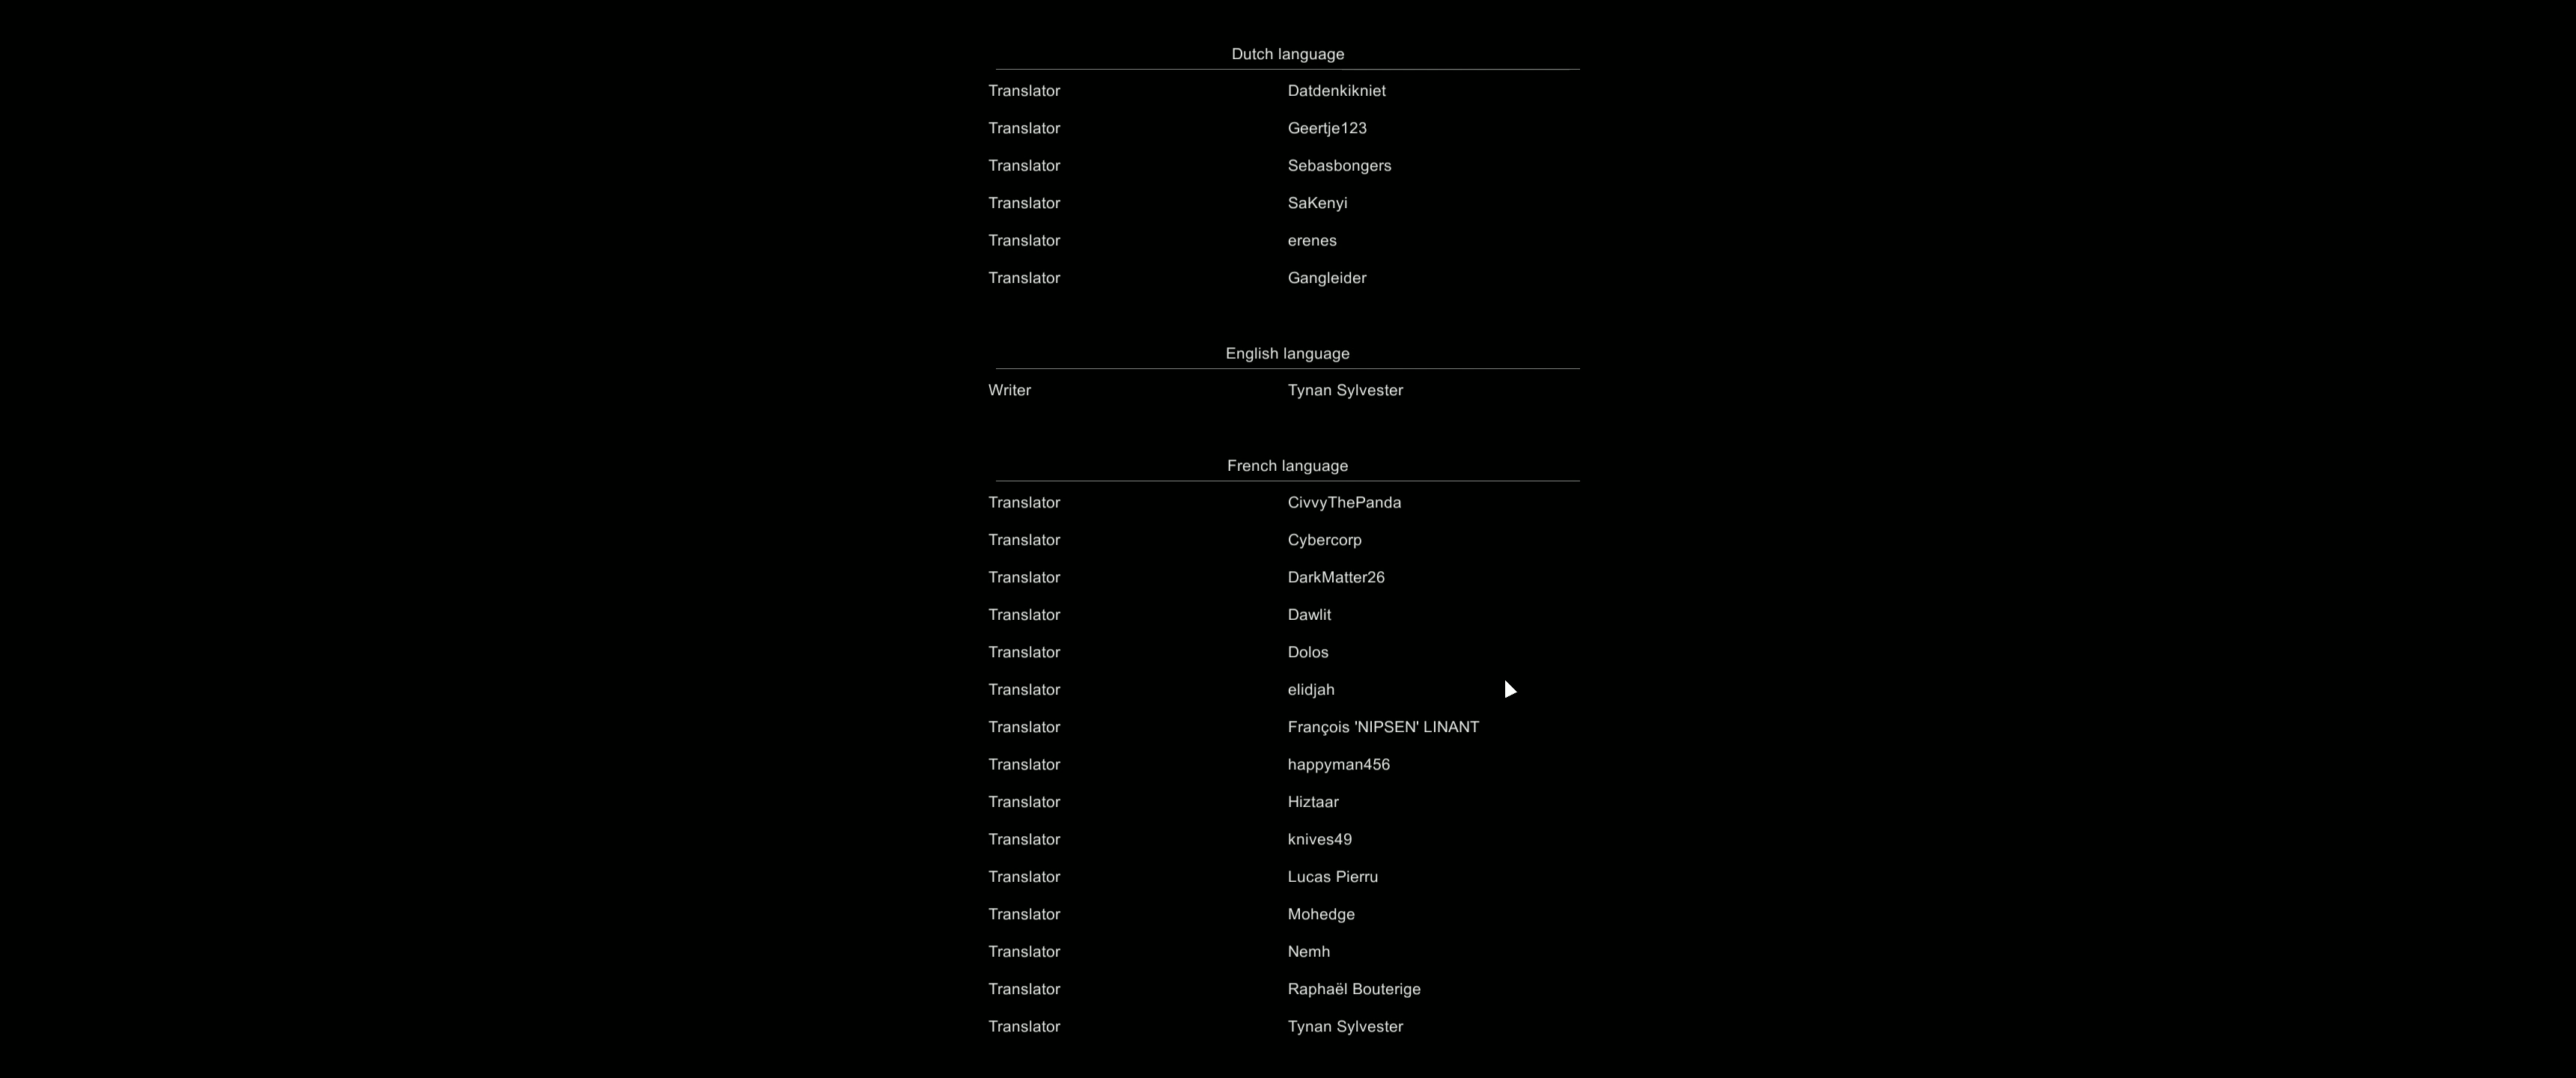 Dutch language
Translator Datdenkikniet
Translator Geertje123
Translator Sebasbongers
Translator SaKenyi
Translator erenes
Translator Gangleider
English language
Writer Tynan Sylvester
French language
Translator CivvyThePanda
Translator Cybercorp
Translator DarkMatter26
Translator Dawlit
Translator Dolos
Translator elidjah
Translator François 'NIPSEN' LINANT
Translator happyman456
Translator Hiztaar
Translator knives49
Translator Lucas Pierru
Translator Mohedge
Translator Nemh
Translator Raphaël Bouterige
Translator Tynan Sylvester